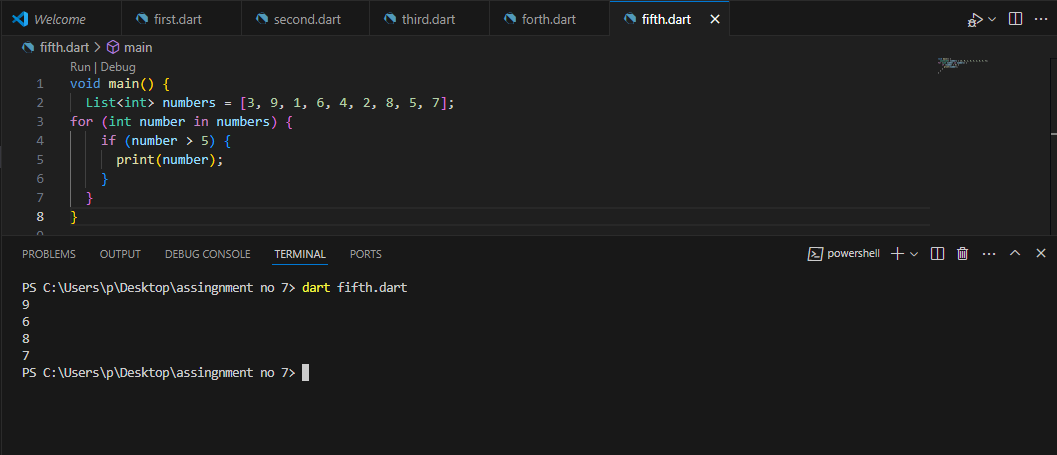 Welcome first.dart second.dart third.dart forth.dart fifth.dart
fifth.dart > main
Run | Debug
1 void main() {
2 List<int> numbers = [3, 9, 1, 6, 4, 2, 8, 5, 7];
3 for (int number in numbers) {
4 if (number > 5) {
5 print(number);
6 }
7 }
8 }
PROBLEMS OUTPUT DEBUG CONSOLE TERMINAL PORTS powershell
PS C:\Users\p\Desktop\assingnment no 7> dart fifth.dart
9
6
8
7
PS C:\Users\p\Desktop\assingnment no 7>